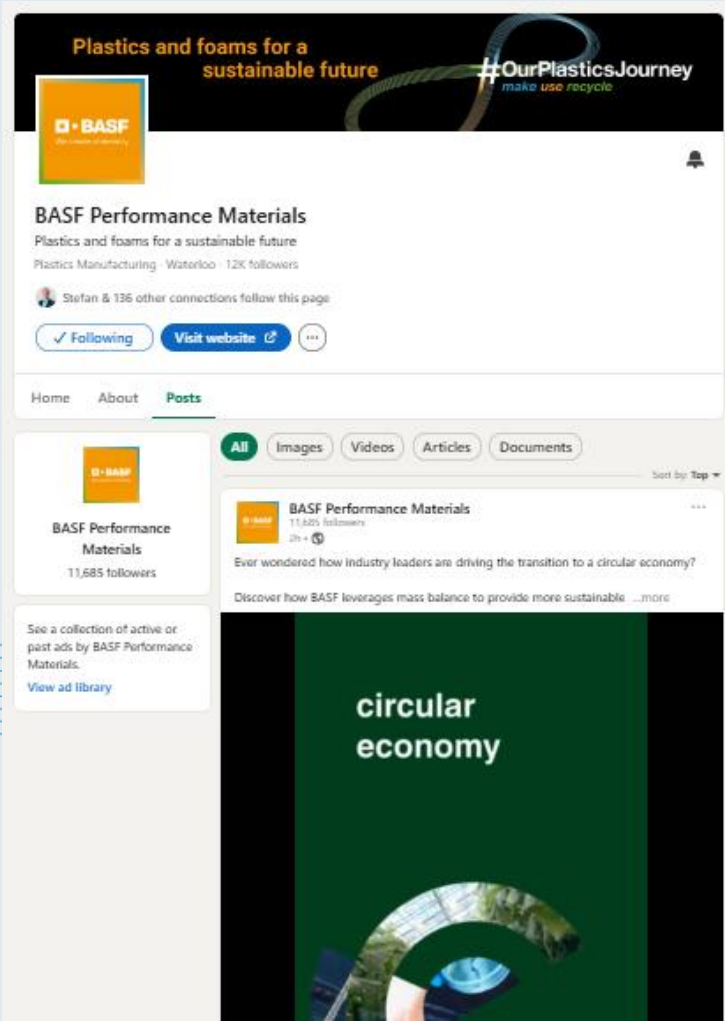 Plastics and foams for a
sustainable future
#OurPlasticsJourney
make use recycle
BASF
BASF Performance Materials
Plastics and foams for a sustainable future
Plastics Manufacturing · Waterloo · 12K followers
Stefan & 136 other connections follow this page
✓ Following
Visit website
Home About Posts
All Images Videos Articles Documents
Sort by: Top
BASF
BASF Performance
Materials
11,685 followers
See a collection of active or
past ads by BASF Performance
Materials.
View ad library
BASF
BASF Performance Materials
11,685 followers
2h •
Ever wondered how industry leaders are driving the transition to a circular economy?
Discover how BASF leverages mass balance to provide more sustainable ...more
circular
economy